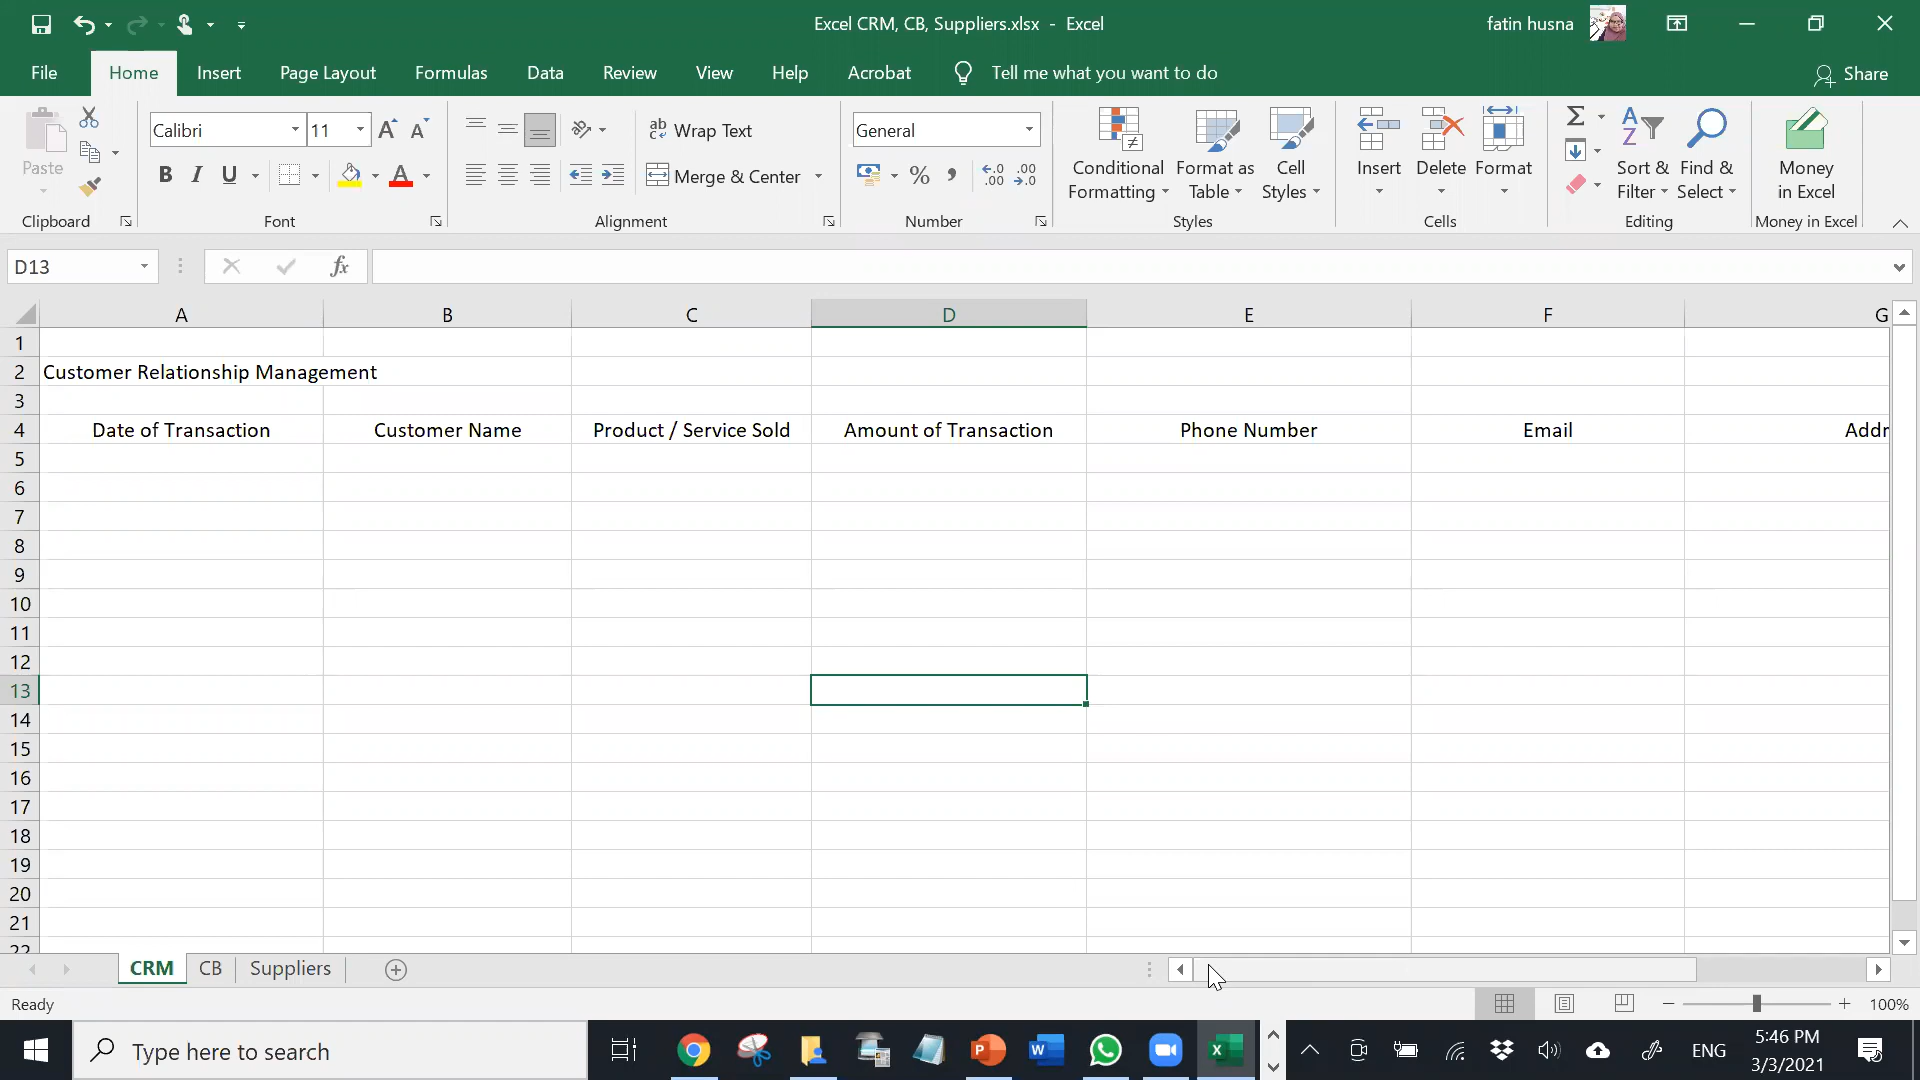 Excel CRM, CB, Suppliers.xlsx - Excel
fatin husna
File Home Insert Page Layout Formulas Data Review View Help Acrobat Tell me what you want to do Share
Paste
Calibri 11
Wrap Text
General
B I U
Merge & Center
Conditional Formatting
Format as Table
Cell Styles
Insert Delete Format
Sort & Filter
Find & Select
Money in Excel
Clipboard Font Alignment Number Styles Cells Editing Money in Excel
D13 fx
A B C D E F G
1
2 Customer Relationship Management
3
4 Date of Transaction Customer Name Product / Service Sold Amount of Transaction Phone Number Email Addr
5
6
7
8
9
10
11
12
13
14
15
16
17
18
19
20
21
22
CRM CB Suppliers
Ready 100%
Type here to search ENG 5:46 PM
3/3/2021